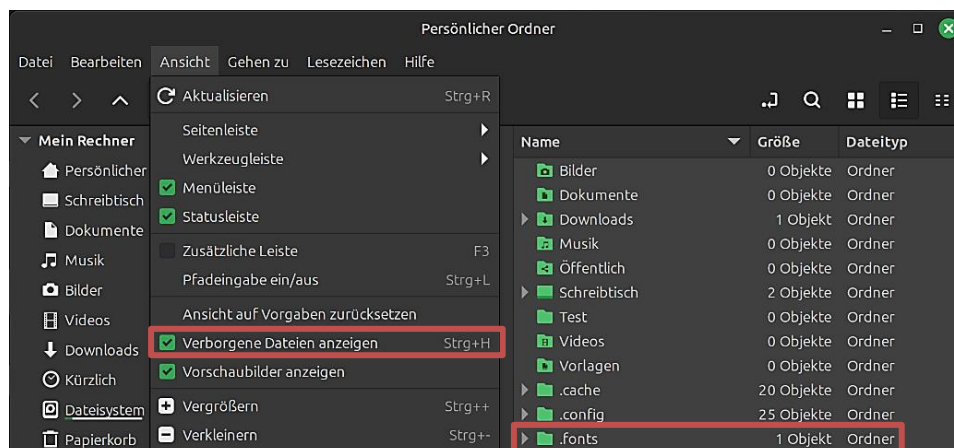 Persönlicher Ordner
Datei Bearbeiten Ansicht Gehen zu Lesezeichen Hilfe
Mein Rechner
Persönlicher
Schreibtisch
Dokumente
Musik
Bilder
Videos
Downloads
Kürzlich
Dateisystem
Papierkorb
Aktualisieren Strg+R
Seitenleiste
Werkzeugleiste
Menüleiste
Statusleiste
Zusätzliche Leiste F3
Pfadeingabe ein/aus Strg+L
Ansicht auf Vorgaben zurücksetzen
Verborgene Dateien anzeigen Strg+H
Vorschaubilder anzeigen
Vergrößern Strg++
Verkleinern Strg+-
Name Größe Dateityp
Bilder 0 Objekte Ordner
Dokumente 0 Objekte Ordner
Downloads 1 Objekt Ordner
Musik 0 Objekte Ordner
Öffentlich 0 Objekte Ordner
Schreibtisch 2 Objekte Ordner
Test 0 Objekte Ordner
Videos 0 Objekte Ordner
Vorlagen 0 Objekte Ordner
.cache 20 Objekte Ordner
.config 25 Objekte Ordner
.fonts 1 Objekt Ordner